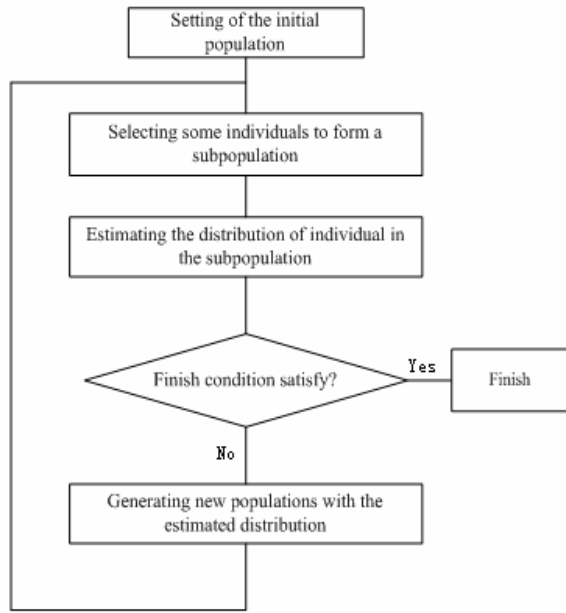 Setting of the initial
population
Selecting some individuals to form a
subpopulation
Estimating the distribution of individual in
the subpopulation
Finish condition satisfy?
Yes
Finish
No
Generating new populations with the
estimated distribution